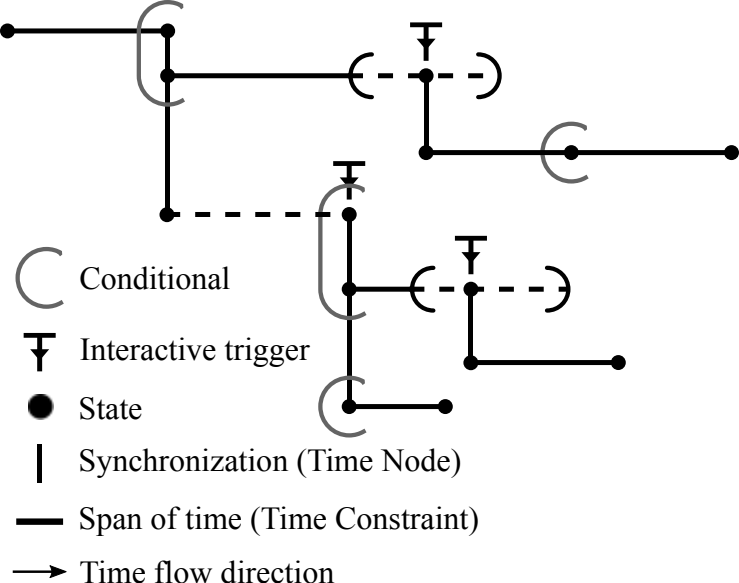 Conditional
Interactive trigger
State
Synchronization (Time Node)
Span of time (Time Constraint)
Time flow direction